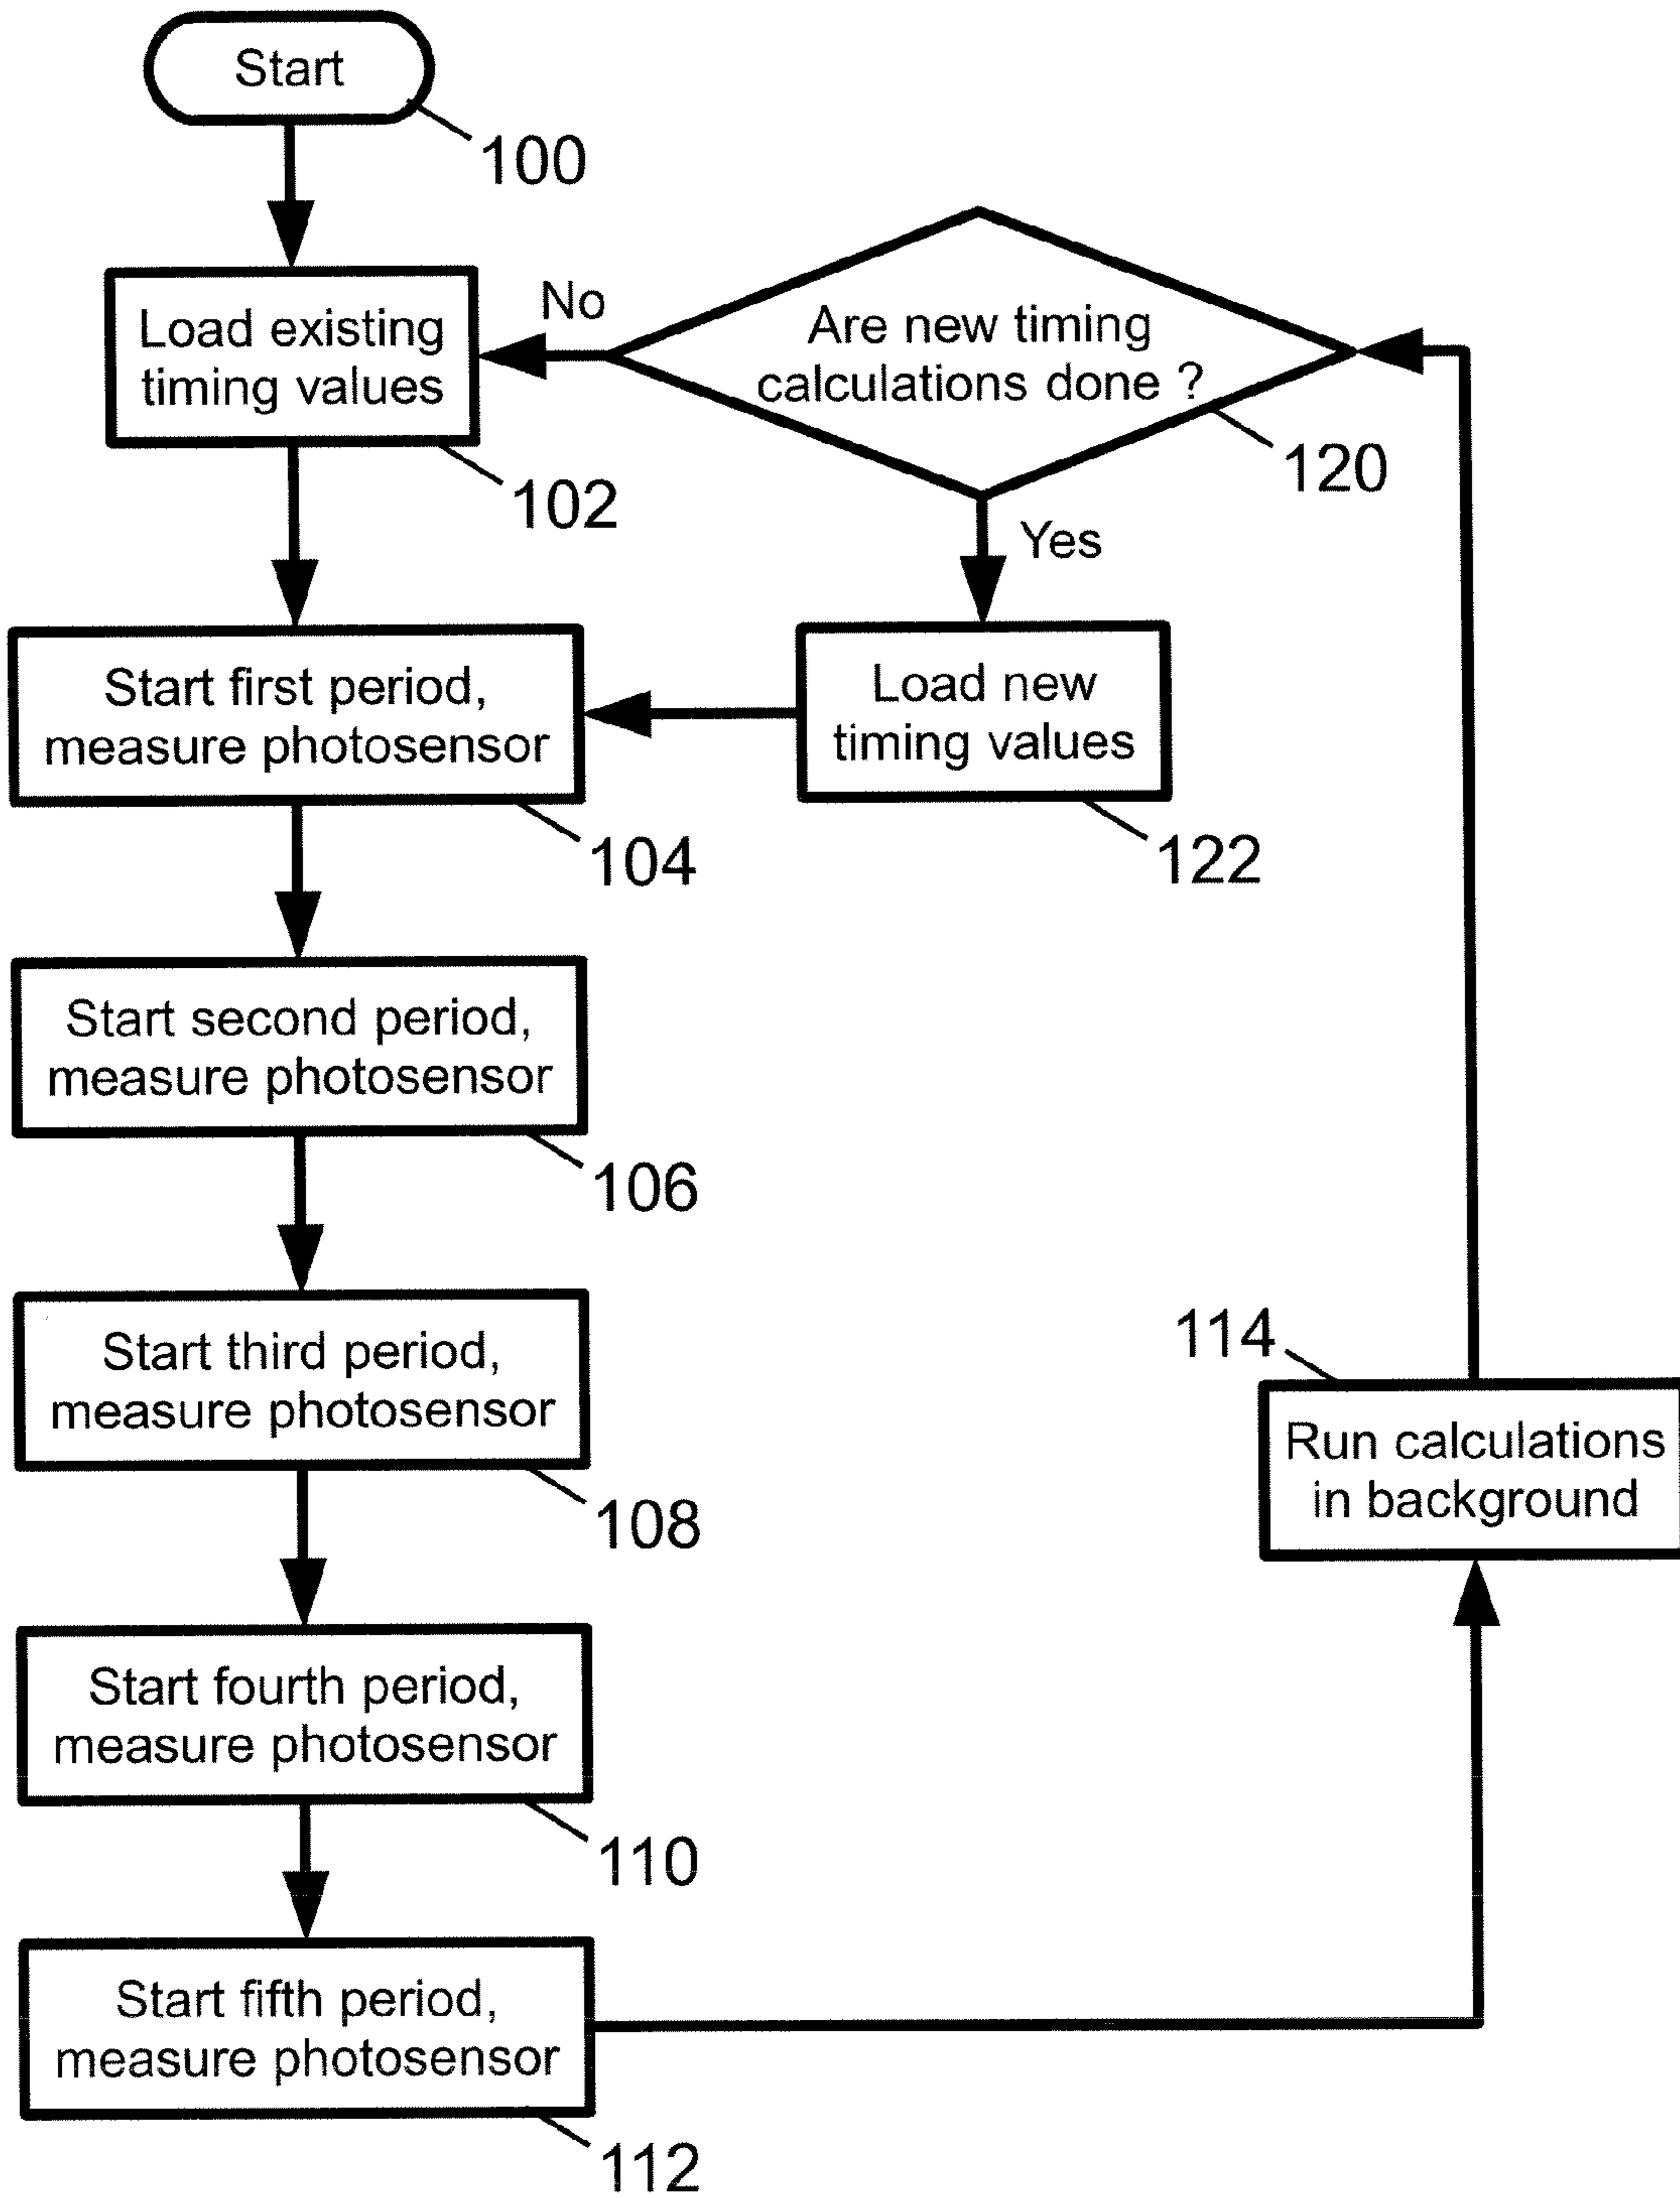 Start
100
Load existing
timing values
102
No
Are new timing
calculations done ?
120
Yes
Load new
timing values
122
Start first period,
measure photosensor
104
Start second period,
measure photosensor
106
Start third period,
measure photosensor
108
114
Run calculations
in background
Start fourth period,
measure photosensor
110
Start fifth period,
measure photosensor
112